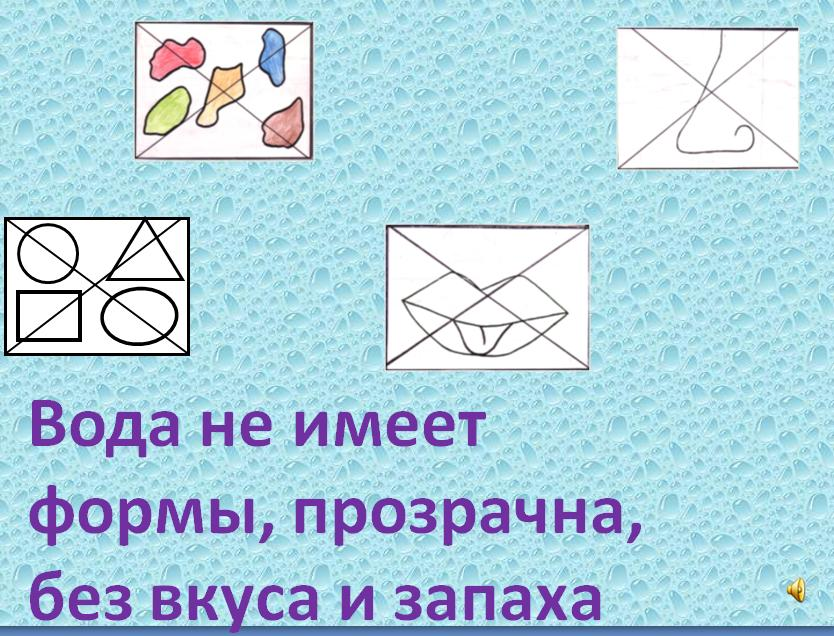 Вода не имеет
формы, прозрачна,
без вкуса и запаха